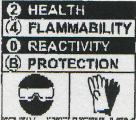 2 HEALTH
4 FLAMMABILITY
0 REACTIVITY
B PROTECTION